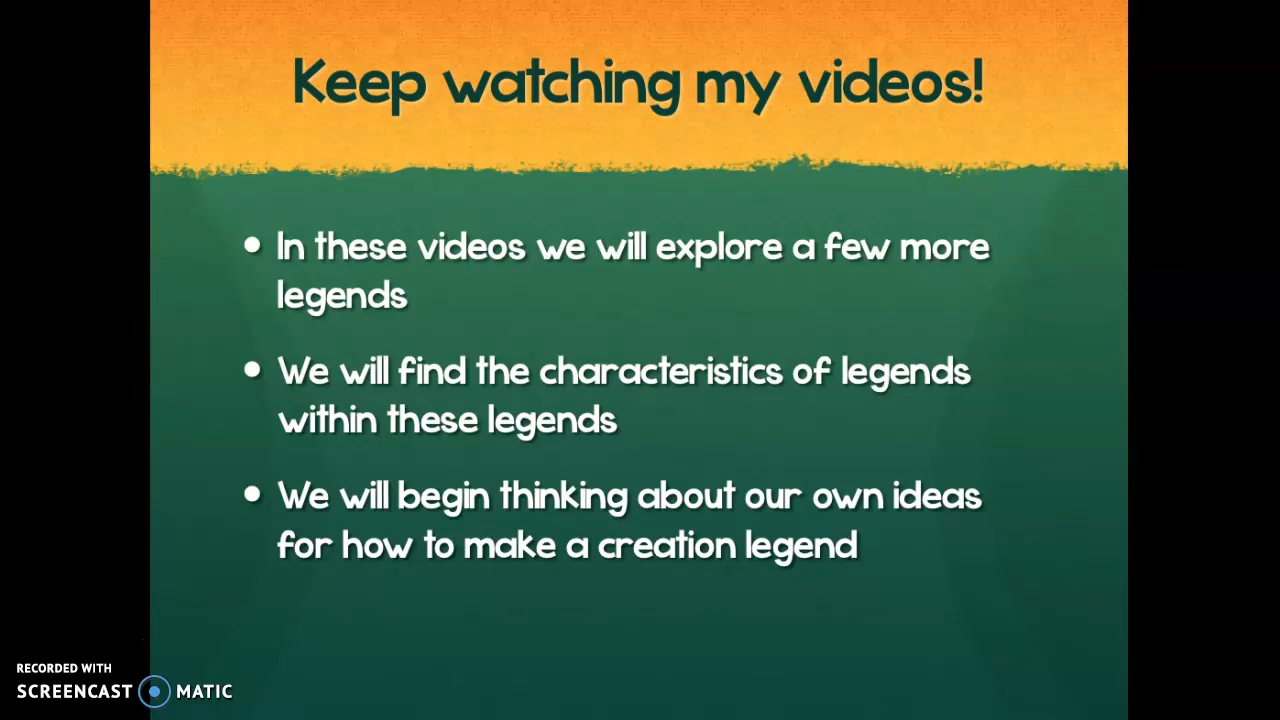 Keep watching my videos!
• In these videos we will explore a few more
legends
• We will find the characteristics of legends
within these legends
• We will begin thinking about our own ideas
for how to make a creation legend
RECORDED WITH
SCREENCAST MATIC